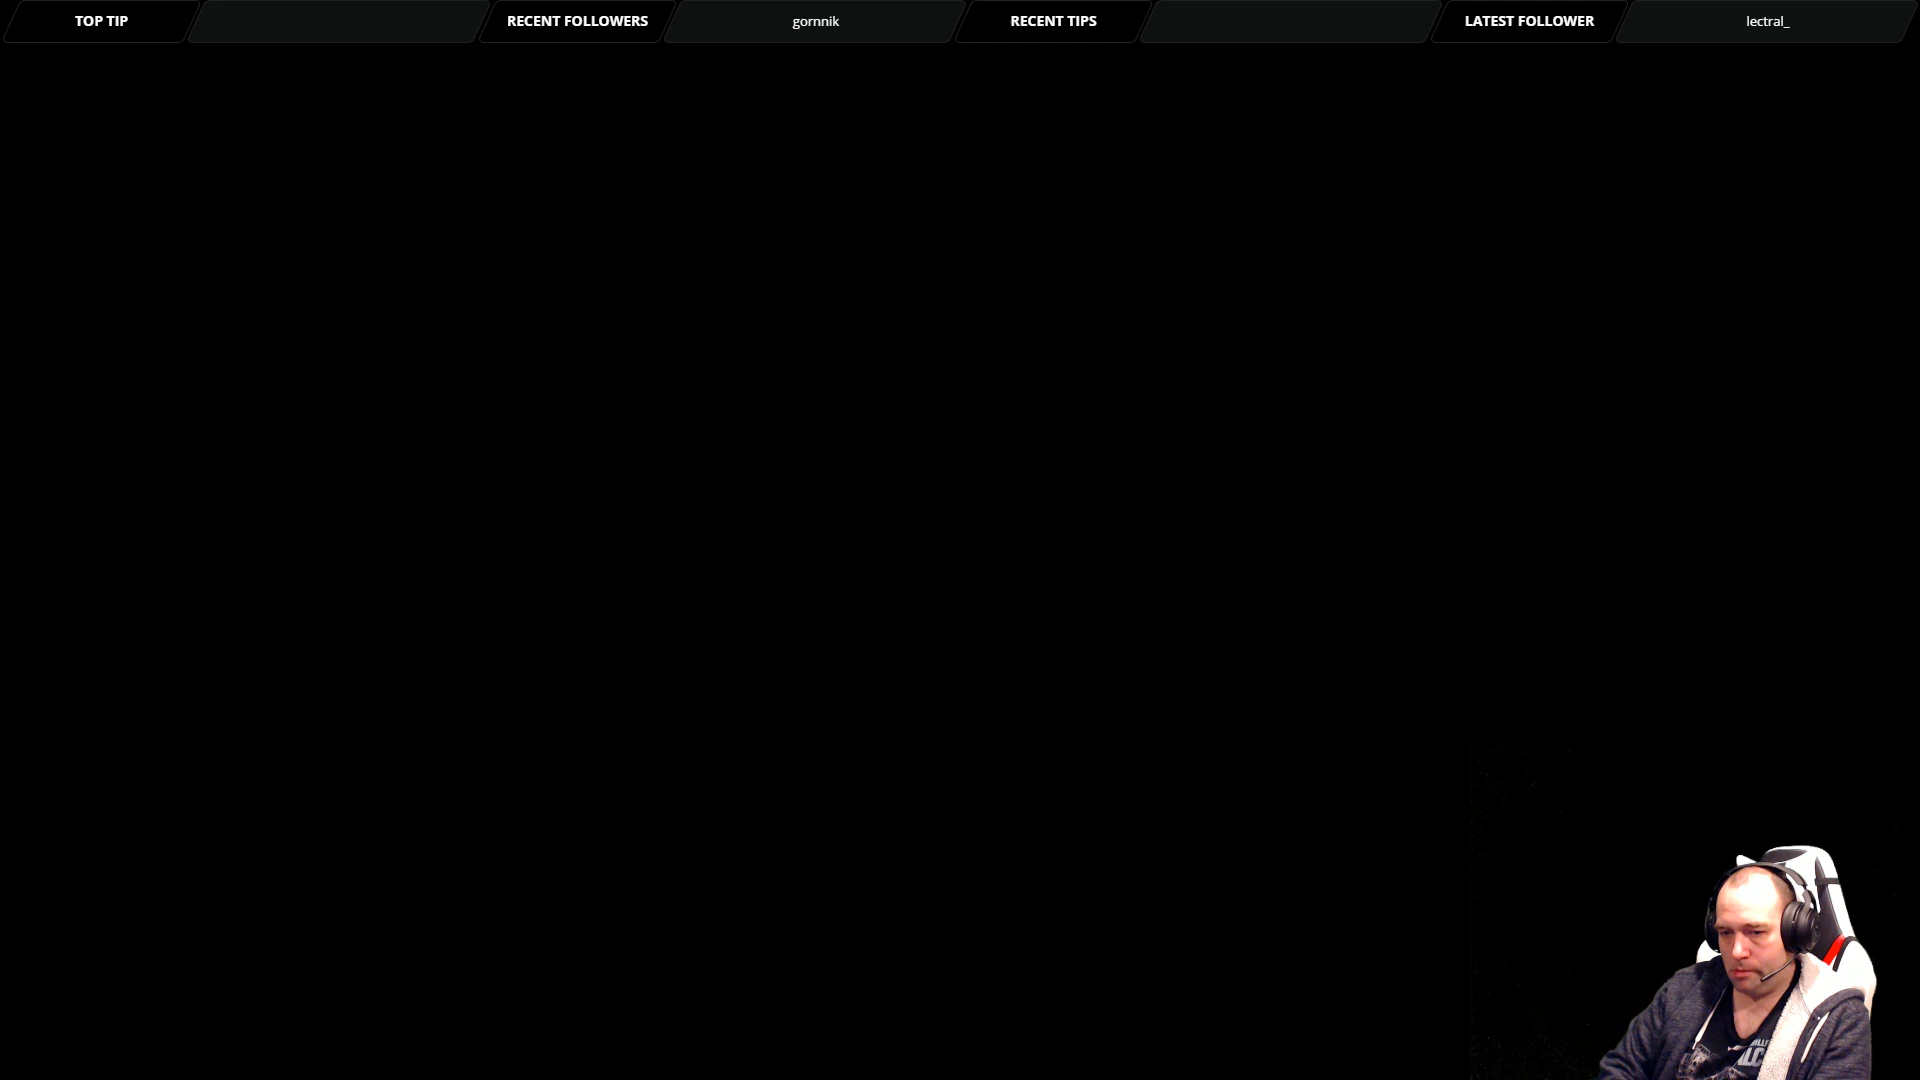 TOP TIP
RECENT FOLLOWERS
gornnik
RECENT TIPS
LATEST FOLLOWER
lectral_